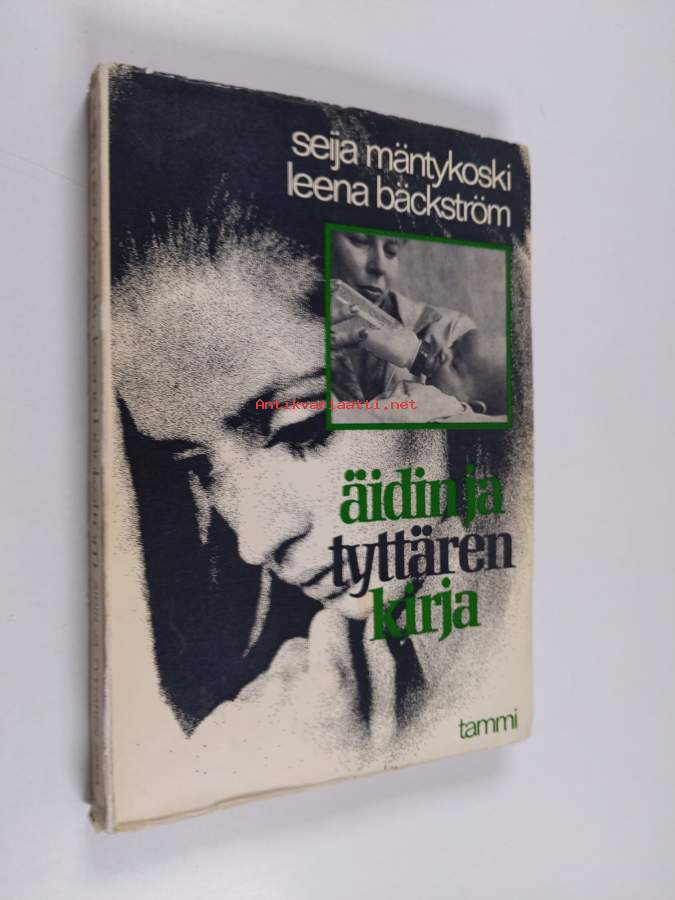 seija mäntykoski
leena bäckström
Antikvariaatti.net
äidin ja
tyttären
kirja
tammi